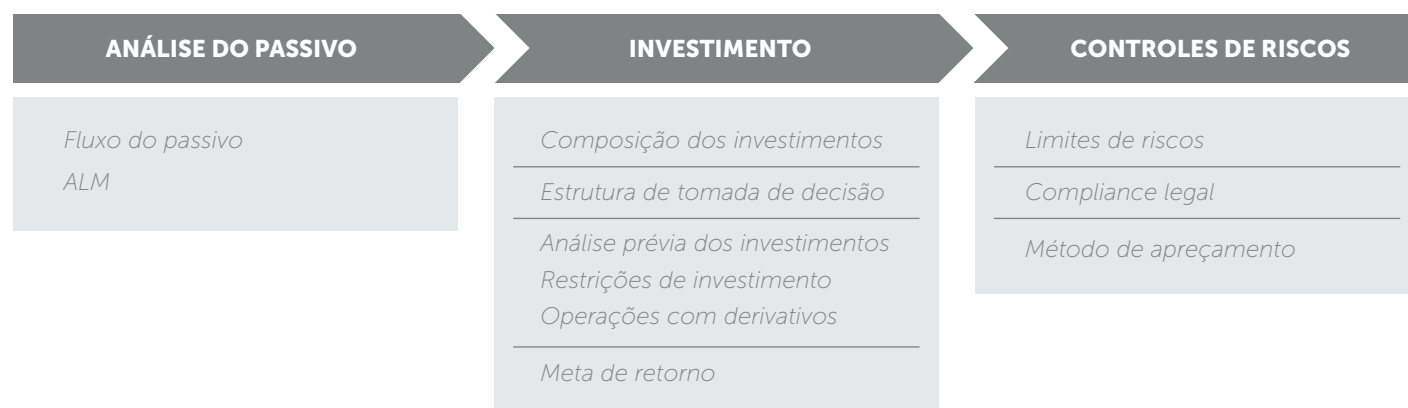 ANÁLISE DO PASSIVO
Fluxo do passivo
ALM
INVESTIMENTO
Composição dos investimentos
Estrutura de tomada de decisão
Análise prévia dos investimentos
Restrições de investimento
Operações com derivativos
Meta de retorno
CONTROLES DE RISCOS
Limites de riscos
Compliance legal
Método de apreçamento